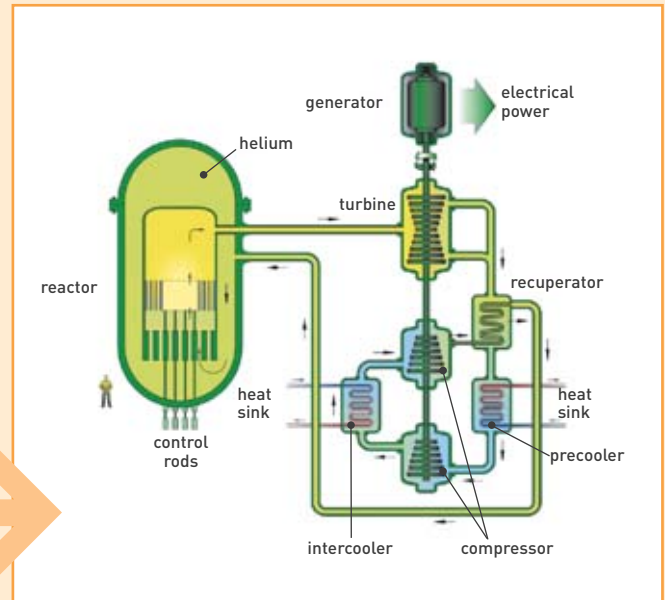 generator
electrical
power
helium
turbine
reactor
recuperator
heat
sink
heat
sink
control
rods
precooler
intercooler
compressor